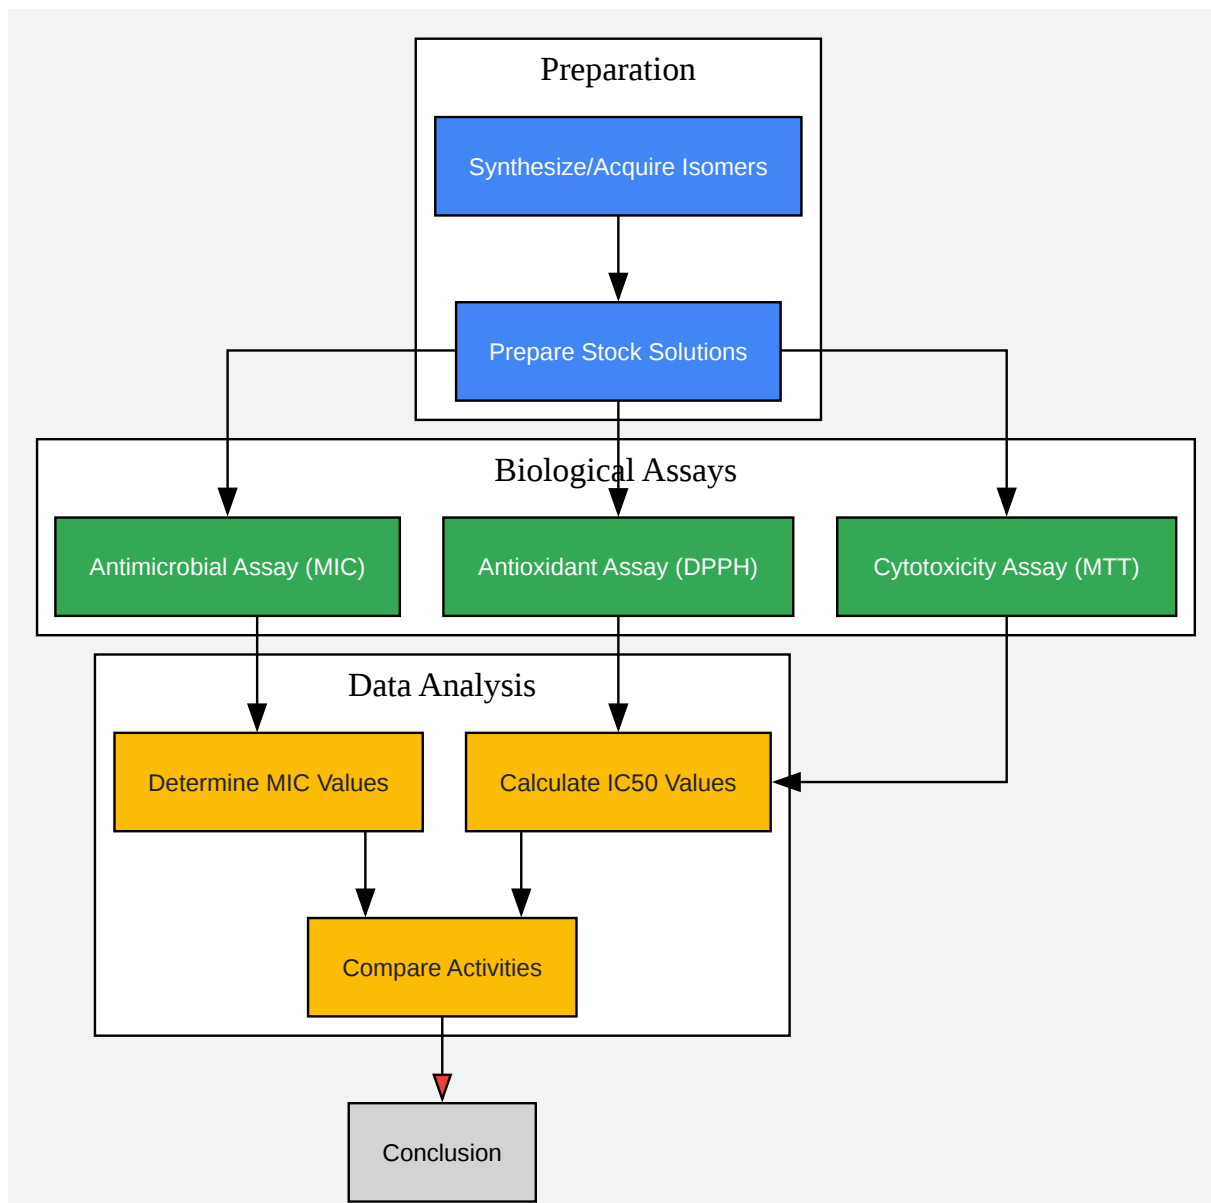 Preparation
Synthesize/Acquire Isomers
Prepare Stock Solutions
Biological Assays
Antimicrobial Assay (MIC)
Antioxidant Assay (DPPH)
Cytotoxicity Assay (MTT)
Data Analysis
Determine MIC Values
Calculate IC50 Values
Compare Activities
Conclusion